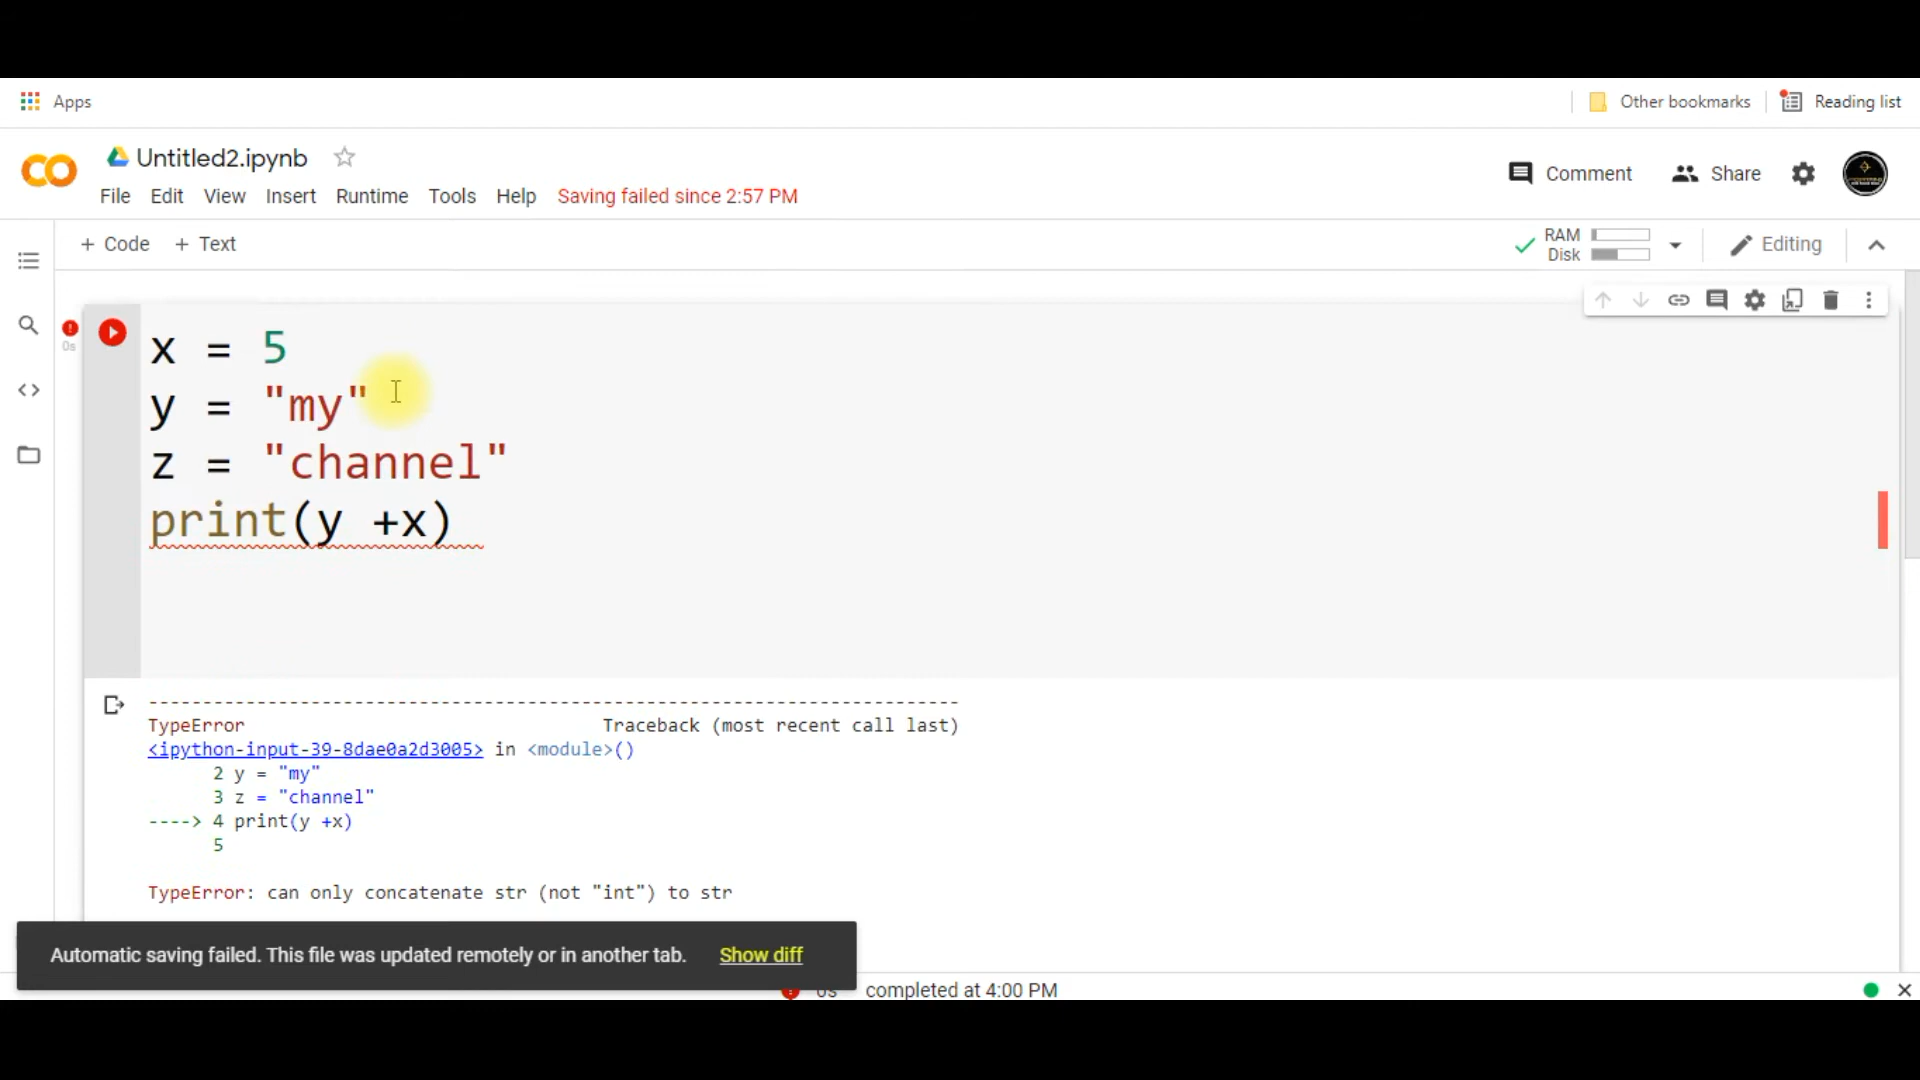 Apps Other bookmarks Reading list
Untitled2.ipynb
File Edit View Insert Runtime Tools Help Saving failed since 2:57 PM
Comment Share
+ Code + Text
RAM
Disk
Editing
x = 5
y = "my"
z = "channel"
print(y +x)
0s
---------------------------------------------------------------------------
TypeError Traceback (most recent call last)
<ipython-input-39-8dae0a2d3005> in <module>()
2 y = "my"
3 z = "channel"
----> 4 print(y +x)
5
TypeError: can only concatenate str (not "int") to str
Automatic saving failed. This file was updated remotely or in another tab. Show diff
0s completed at 4:00 PM